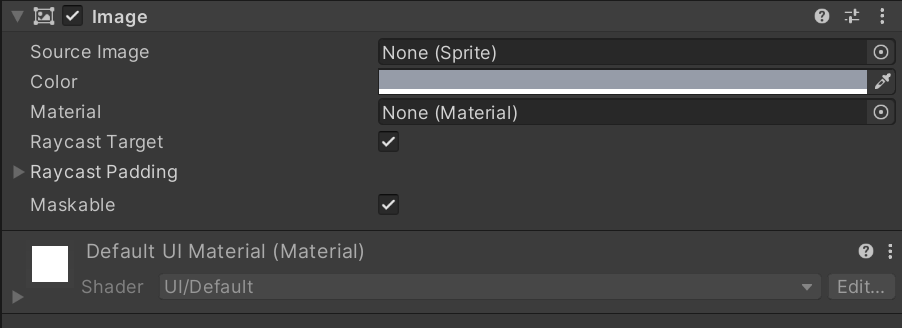 Image
Source Image None (Sprite)
Color
Material None (Material)
Raycast Target
Raycast Padding
Maskable
Default UI Material (Material)
Shader UI/Default Edit...